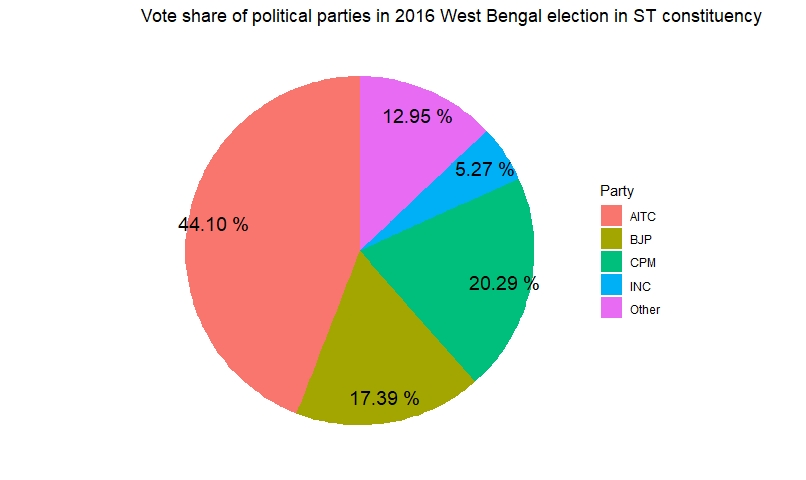 Vote share of political parties in 2016 West Bengal election in ST constituency
12.95 %
5.27 %
44.10 %
20.29 %
17.39 %
Party
AITC
BJP
CPM
INC
Other